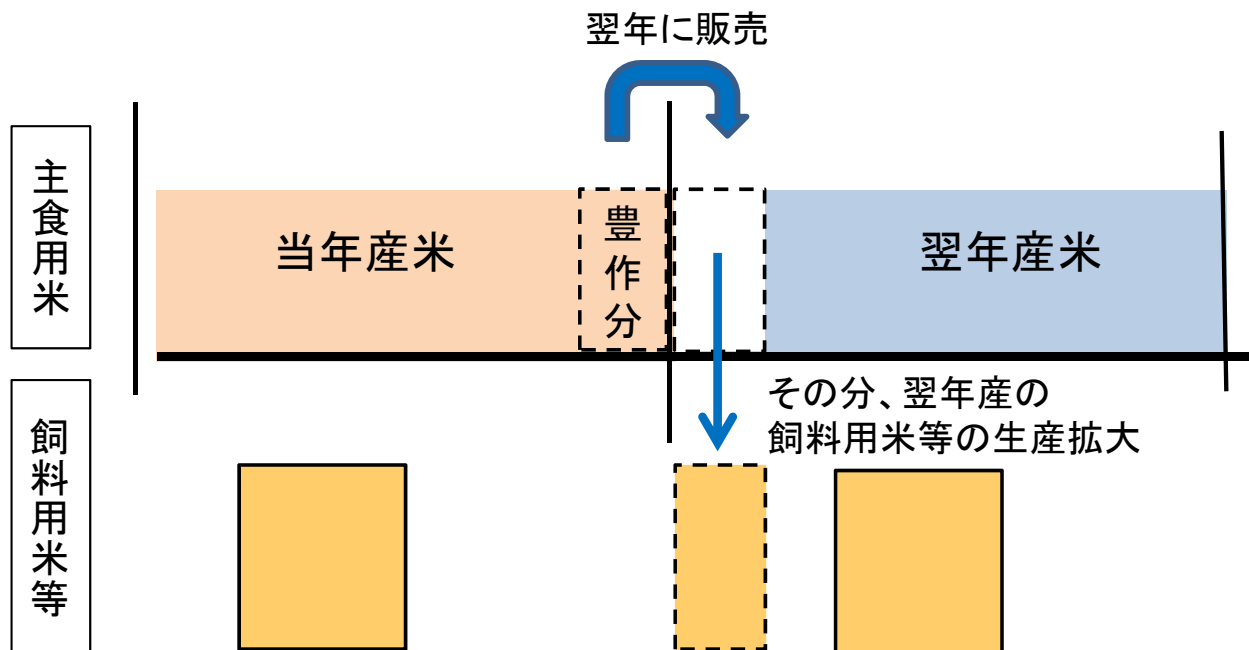 翌年に販売
主食用米
当年産米
豊作分
翌年産米
その分、翌年産の
飼料用米等の生産拡大
飼料用米等